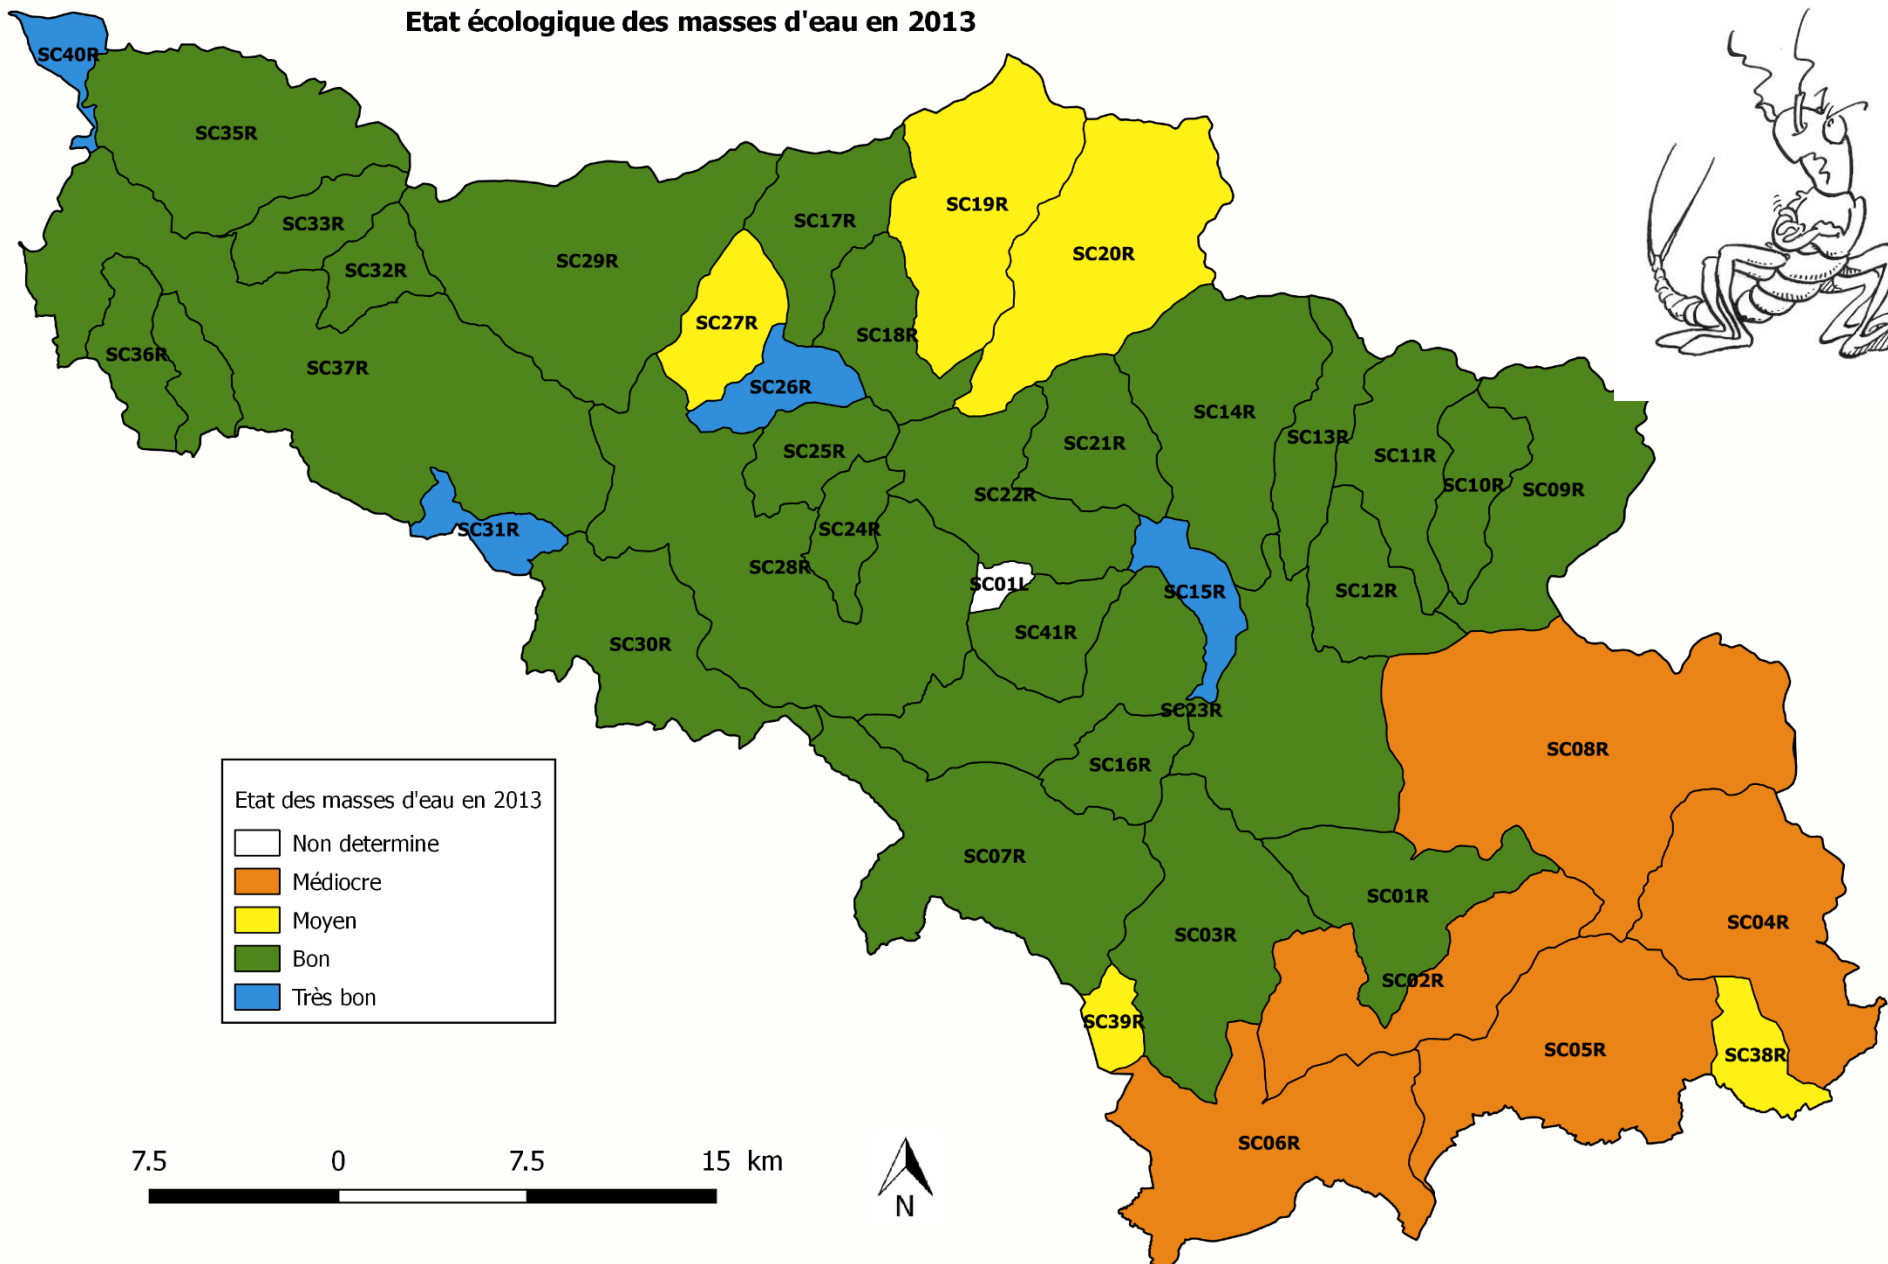 Etat écologique des masses d'eau en 2013
SC40R
SC35R
SC33R
SC32R
SC29R
SC17R
SC19R
SC20R
SC27R
SC18R
SC36R
SC37R
SC26R
SC14R
SC13R
SC25R
SC21R
SC11R
SC10R
SC09R
SC22R
SC31R
SC24R
SC28R
SC01L
SC15R
SC12R
SC30R
SC41R
SC23R
SC16R
SC08R
SC07R
SC01R
SC03R
SC04R
SC02R
SC39R
SC05R
SC38R
SC06R
Etat des masses d'eau en 2013
Non determine
Médiocre
Moyen
Bon
Très bon
7.5 0 7.5 15 km
N